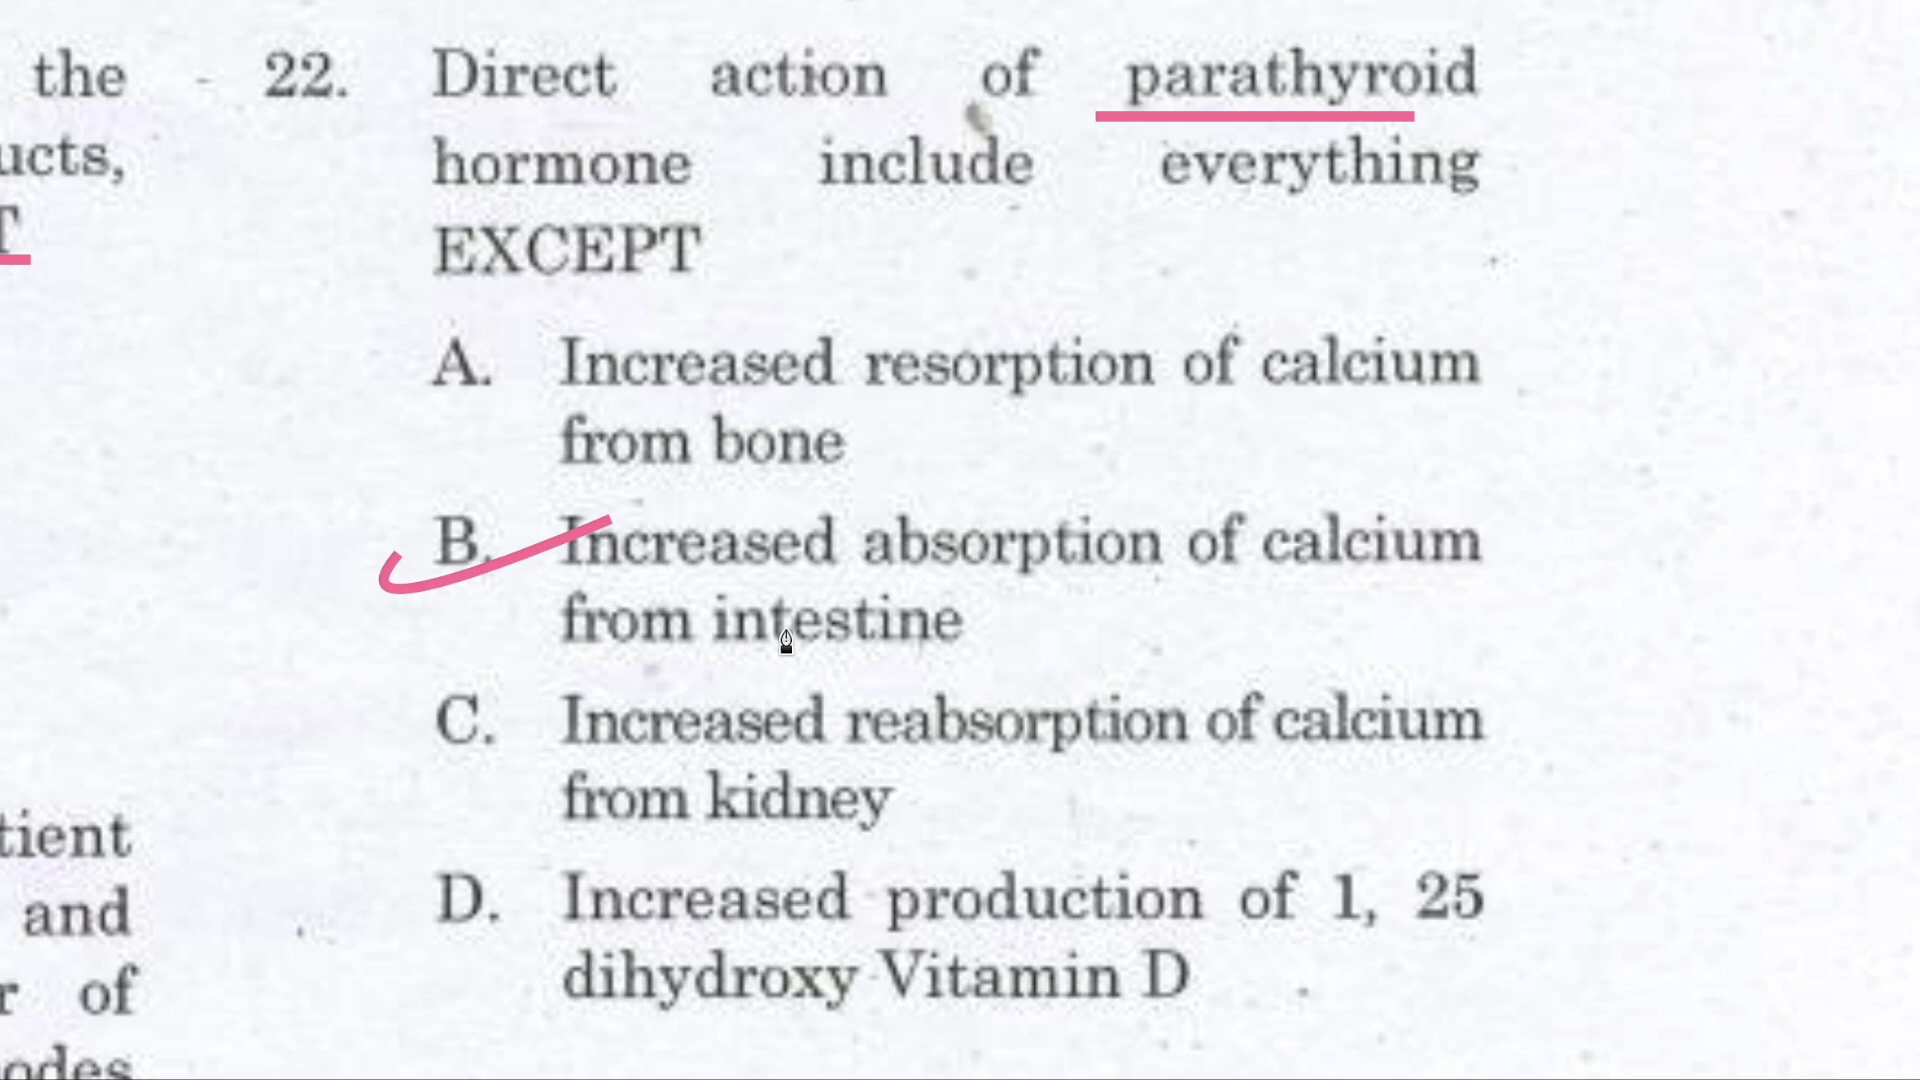 the
ucts,
T
tient
and
r of
odes
22. Direct action of parathyroid
hormone include everything
EXCEPT
A. Increased resorption of calcium
from bone
B. Increased absorption of calcium
from intestine
C. Increased reabsorption of calcium
from kidney
D. Increased production of 1, 25
dihydroxy Vitamin D